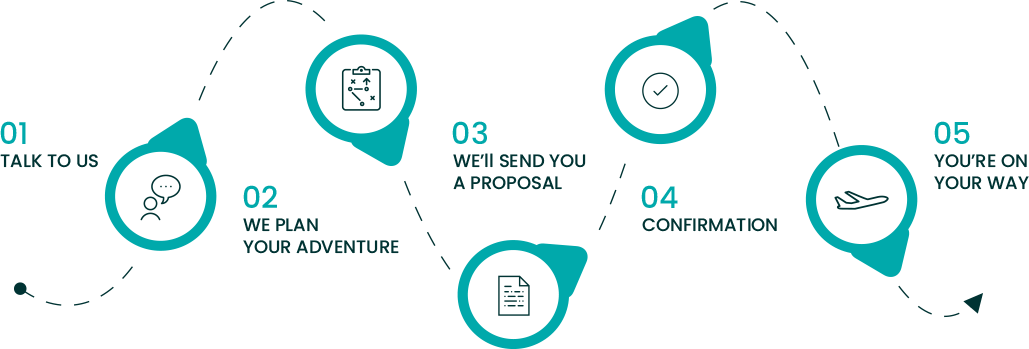 01
TALK TO US
02
WE PLAN
YOUR ADVENTURE
03
WE'll SEND YOU
A PROPOSAL
04
CONFIRMATION
05
YOU'RE ON
YOUR WAY